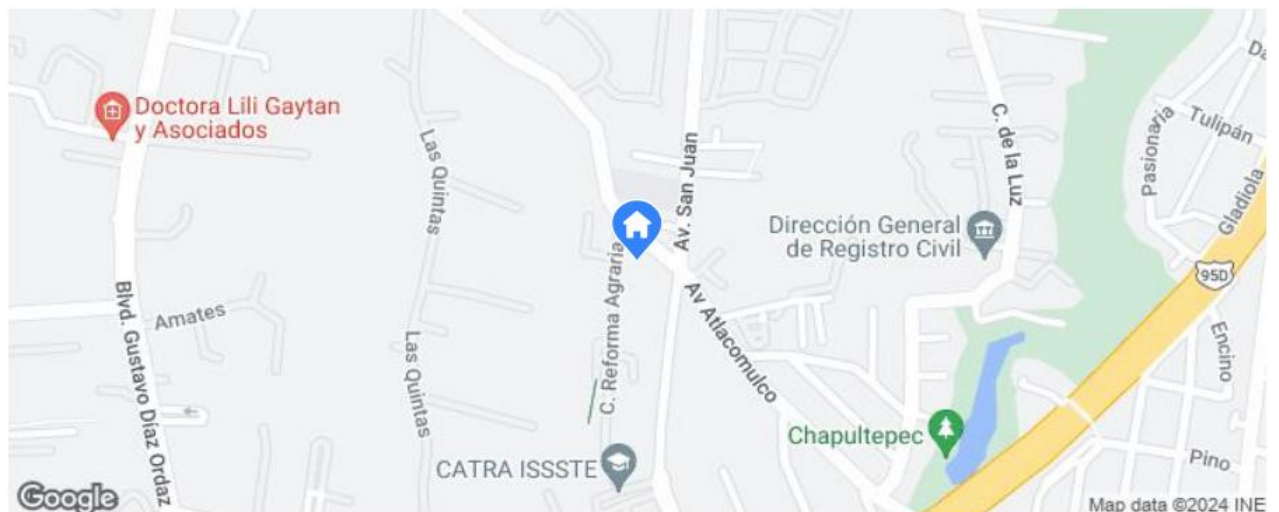 Doctora Lili Gaytan
y Asociados
Las Quintas
Av. San Juan
C. de la Luz
Pasionaria
Tulipán
Gladiola
Dirección General
de Registro Civil
95D
C. Reforma Agraria
Blvd. Gustavo Díaz Ordaz
Amates
Las Quintas
Av Atlacomulco
Encino
Chapultepec
Pino
CATRA ISSSTE
Google
Map data ©2024 INE